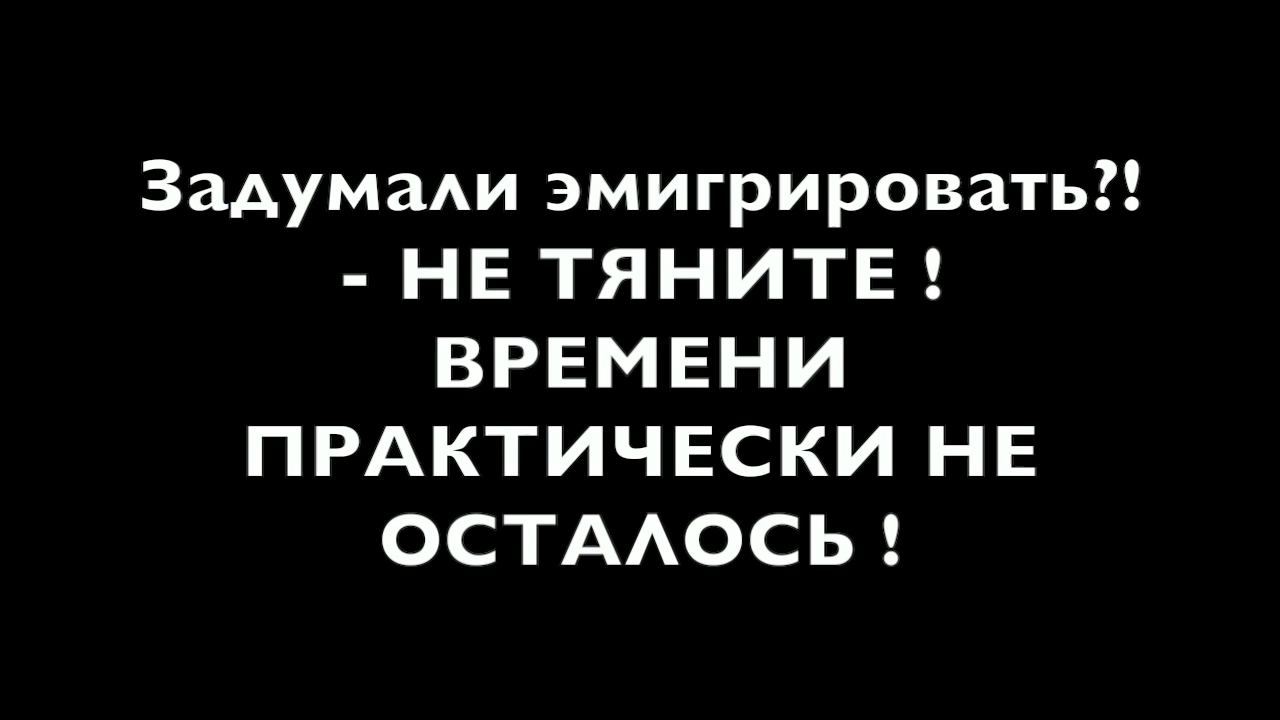 Задумали эмигрировать?!
- НЕ ТЯНИТЕ !
ВРЕМЕНИ
ПРАКТИЧЕСКИ НЕ
ОСТАЛОСЬ !